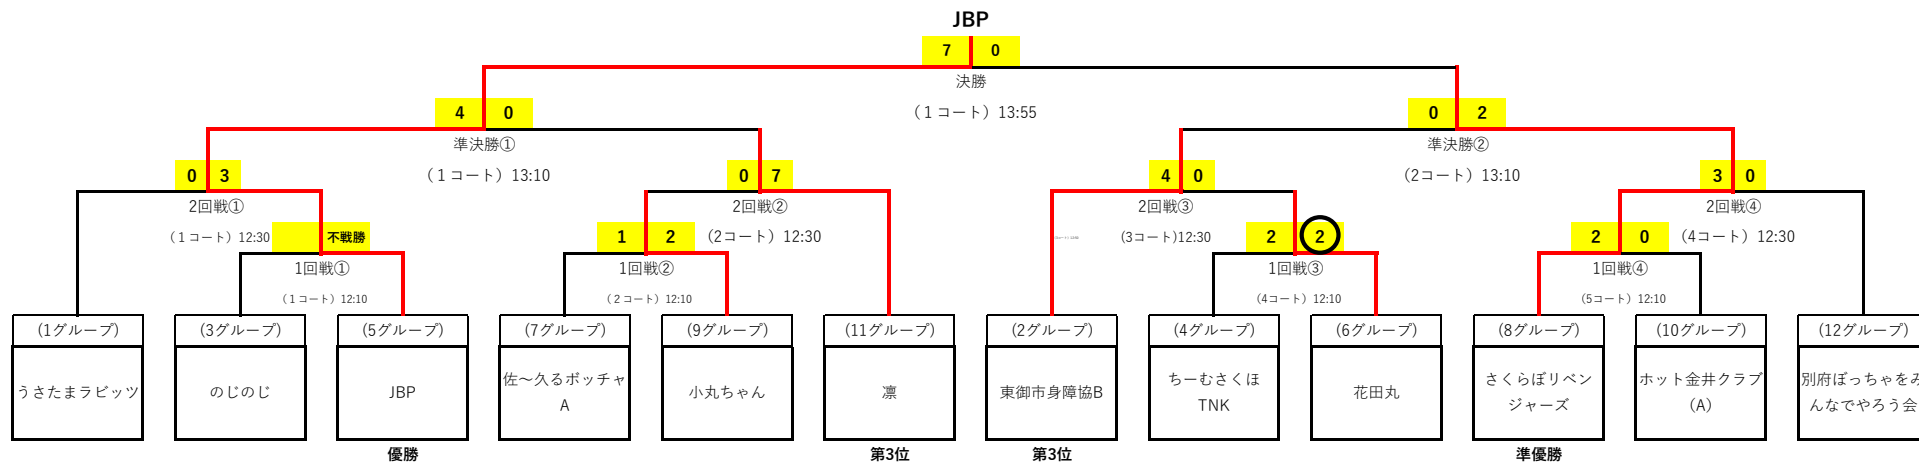 JBP
7 0
決勝
（１コート）13:55
4 0
準決勝①
（１コート）13:10
0 2
準決勝②
（2コート）13:10
0 3
2回戦①
（１コート）12:30
0 7
2回戦②
（2コート）12:30
4 0
2回戦③
(3コート)12:30
3 0
2回戦④
（4コート）12:30
不戦勝
1回戦①
（１コート）12:10
1 2
1回戦②
（２コート）12:10
2 2
1回戦③
（4コート）12:10
2 0
1回戦④
（5コート）12:10
(1グループ) (3グループ) (5グループ) (7グループ) (9グループ) (11グループ) (2グループ) (4グループ) (6グループ) (8グループ) (10グループ) (12グループ)
うさたまラビッツ
のじのじ
JBP
佐～久るボッチャ
A
小丸ちゃん
凛
東御市身障協B
ちーむさくほ
TNK
花田丸
さくらぼリベン
ジャーズ
ホット金井クラブ
（A）
別府ぼっちゃをみ
んなでやろう会
優勝 第3位 第3位 準優勝